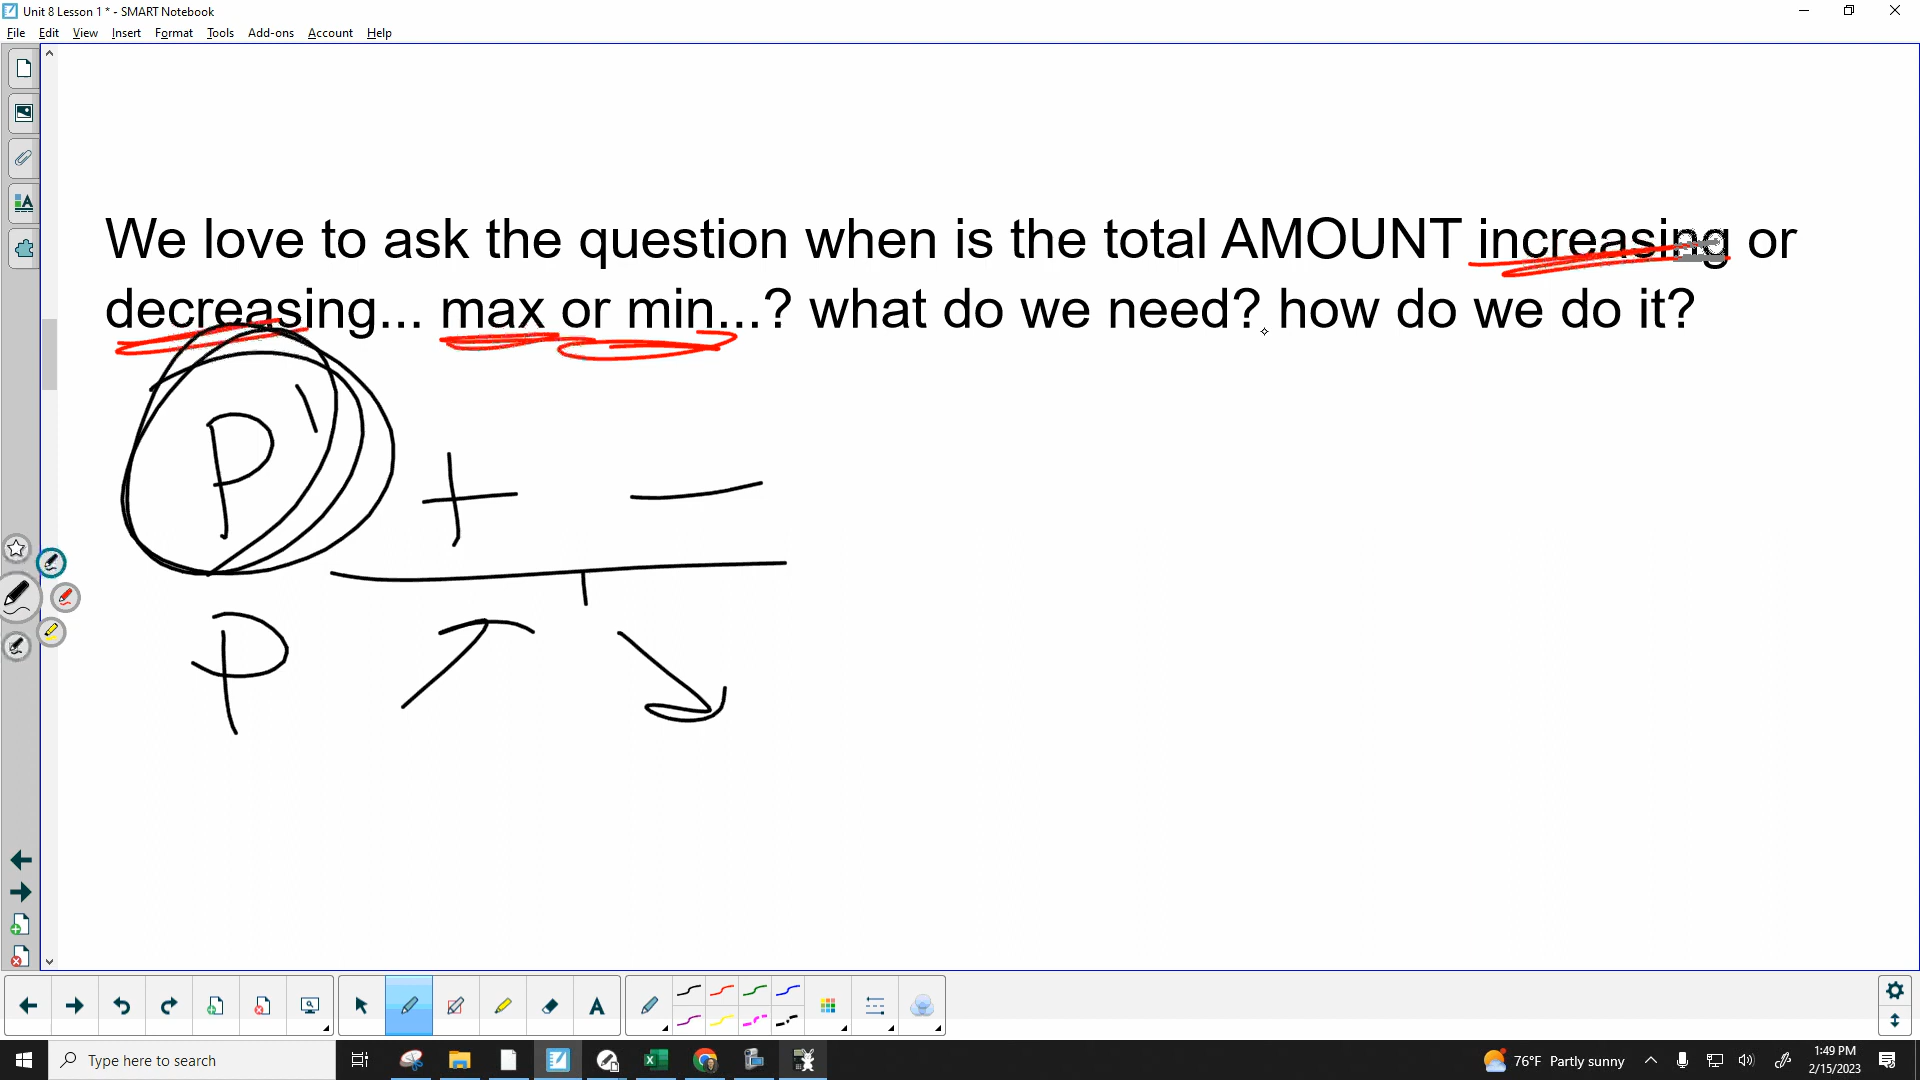 Unit 8 Lesson 1 * - SMART Notebook
File Edit View Insert Format Tools Add-ons Account Help
We love to ask the question when is the total AMOUNT increasing or
decreasing... max or min...? what do we need? how do we do it?
P' + —
P
Type here to search
76°F Partly sunny
1:49 PM
2/15/2023